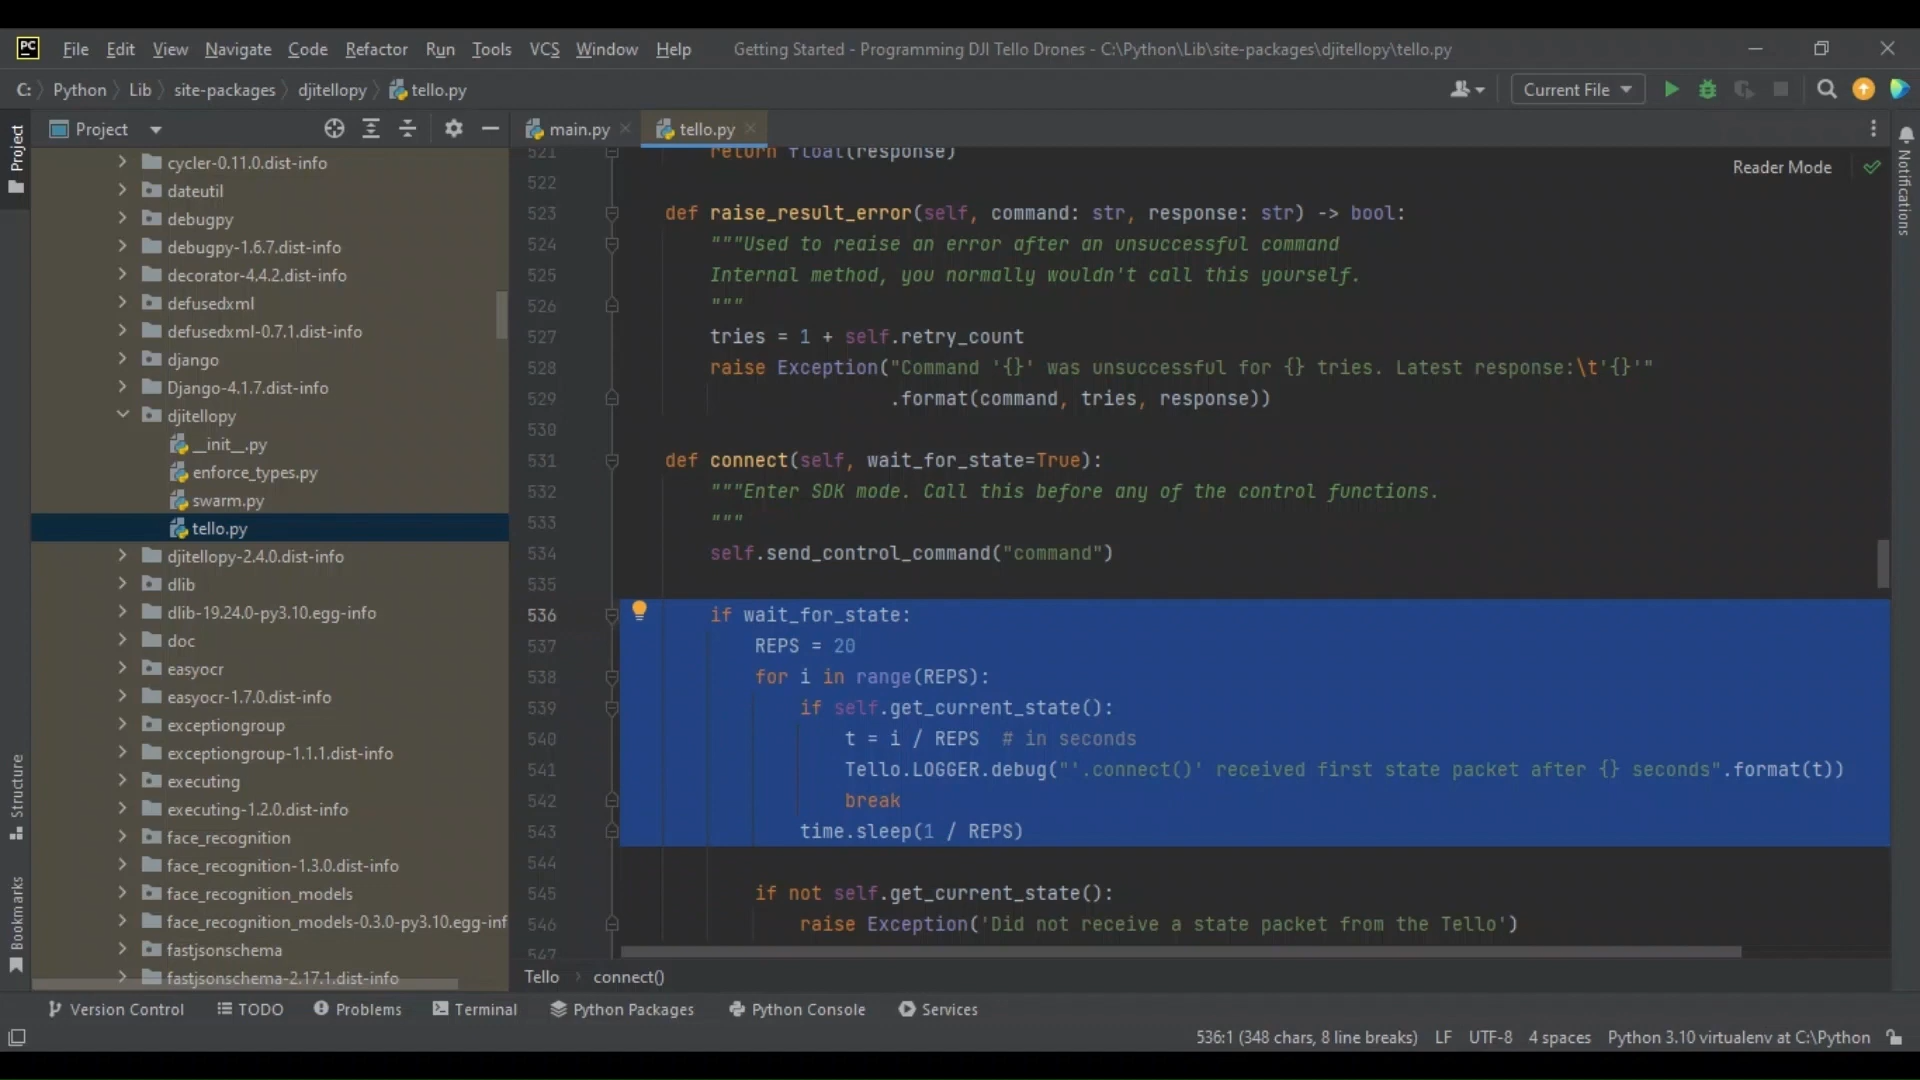 PC File Edit View Navigate Code Refactor Run Tools VCS Window Help Getting Started - Programming DJI Tello Drones - C:\Python\Lib\site-packages\djitellopy\tello.py
C: Python Lib site-packages djitellopy tello.py Current File
Project
main.py tello.py
Project
Notifications
Structure
Bookmarks
Reader Mode
cycler-0.11.0.dist-info
dateutil
debugpy
debugpy-1.6.7.dist-info
decorator-4.4.2.dist-info
defusedxml
defusedxml-0.7.1.dist-info
django
Django-4.1.7.dist-info
djitellopy
__init__.py
enforce_types.py
swarm.py
tello.py
djitellopy-2.4.0.dist-info
dlib
dlib-19.24.0-py3.10.egg-info
doc
easyocr
easyocr-1.7.0.dist-info
exceptiongroup
exceptiongroup-1.1.1.dist-info
executing
executing-1.2.0.dist-info
face_recognition
face_recognition-1.3.0.dist-info
face_recognition_models
face_recognition_models-0.3.0-py3.10.egg-inf
fastjsonschema
fastjsonschema-2.17.1.dist-info
521 return float(response)
522
523 def raise_result_error(self, command: str, response: str) -> bool:
524 """Used to reaise an error after an unsuccessful command
525 Internal method, you normally wouldn't call this yourself.
526 """
527 tries = 1 + self.retry_count
528 raise Exception("Command '{}' was unsuccessful for {} tries. Latest response:\t'{}'"
529 .format(command, tries, response))
530
531 def connect(self, wait_for_state=True):
532 """Enter SDK mode. Call this before any of the control functions.
533 """
534 self.send_control_command("command")
535
536 if wait_for_state:
537 REPS = 20
538 for i in range(REPS):
539 if self.get_current_state():
540 t = i / REPS # in seconds
541 Tello.LOGGER.debug("'.connect()' received first state packet after {} seconds".format(t))
542 break
543 time.sleep(1 / REPS)
544
545 if not self.get_current_state():
546 raise Exception('Did not receive a state packet from the Tello')
547
Tello connect()
Version Control TODO Problems Terminal Python Packages Python Console Services
536:1 (348 chars, 8 line breaks) LF UTF-8 4 spaces Python 3.10 virtualenv at C:\Python